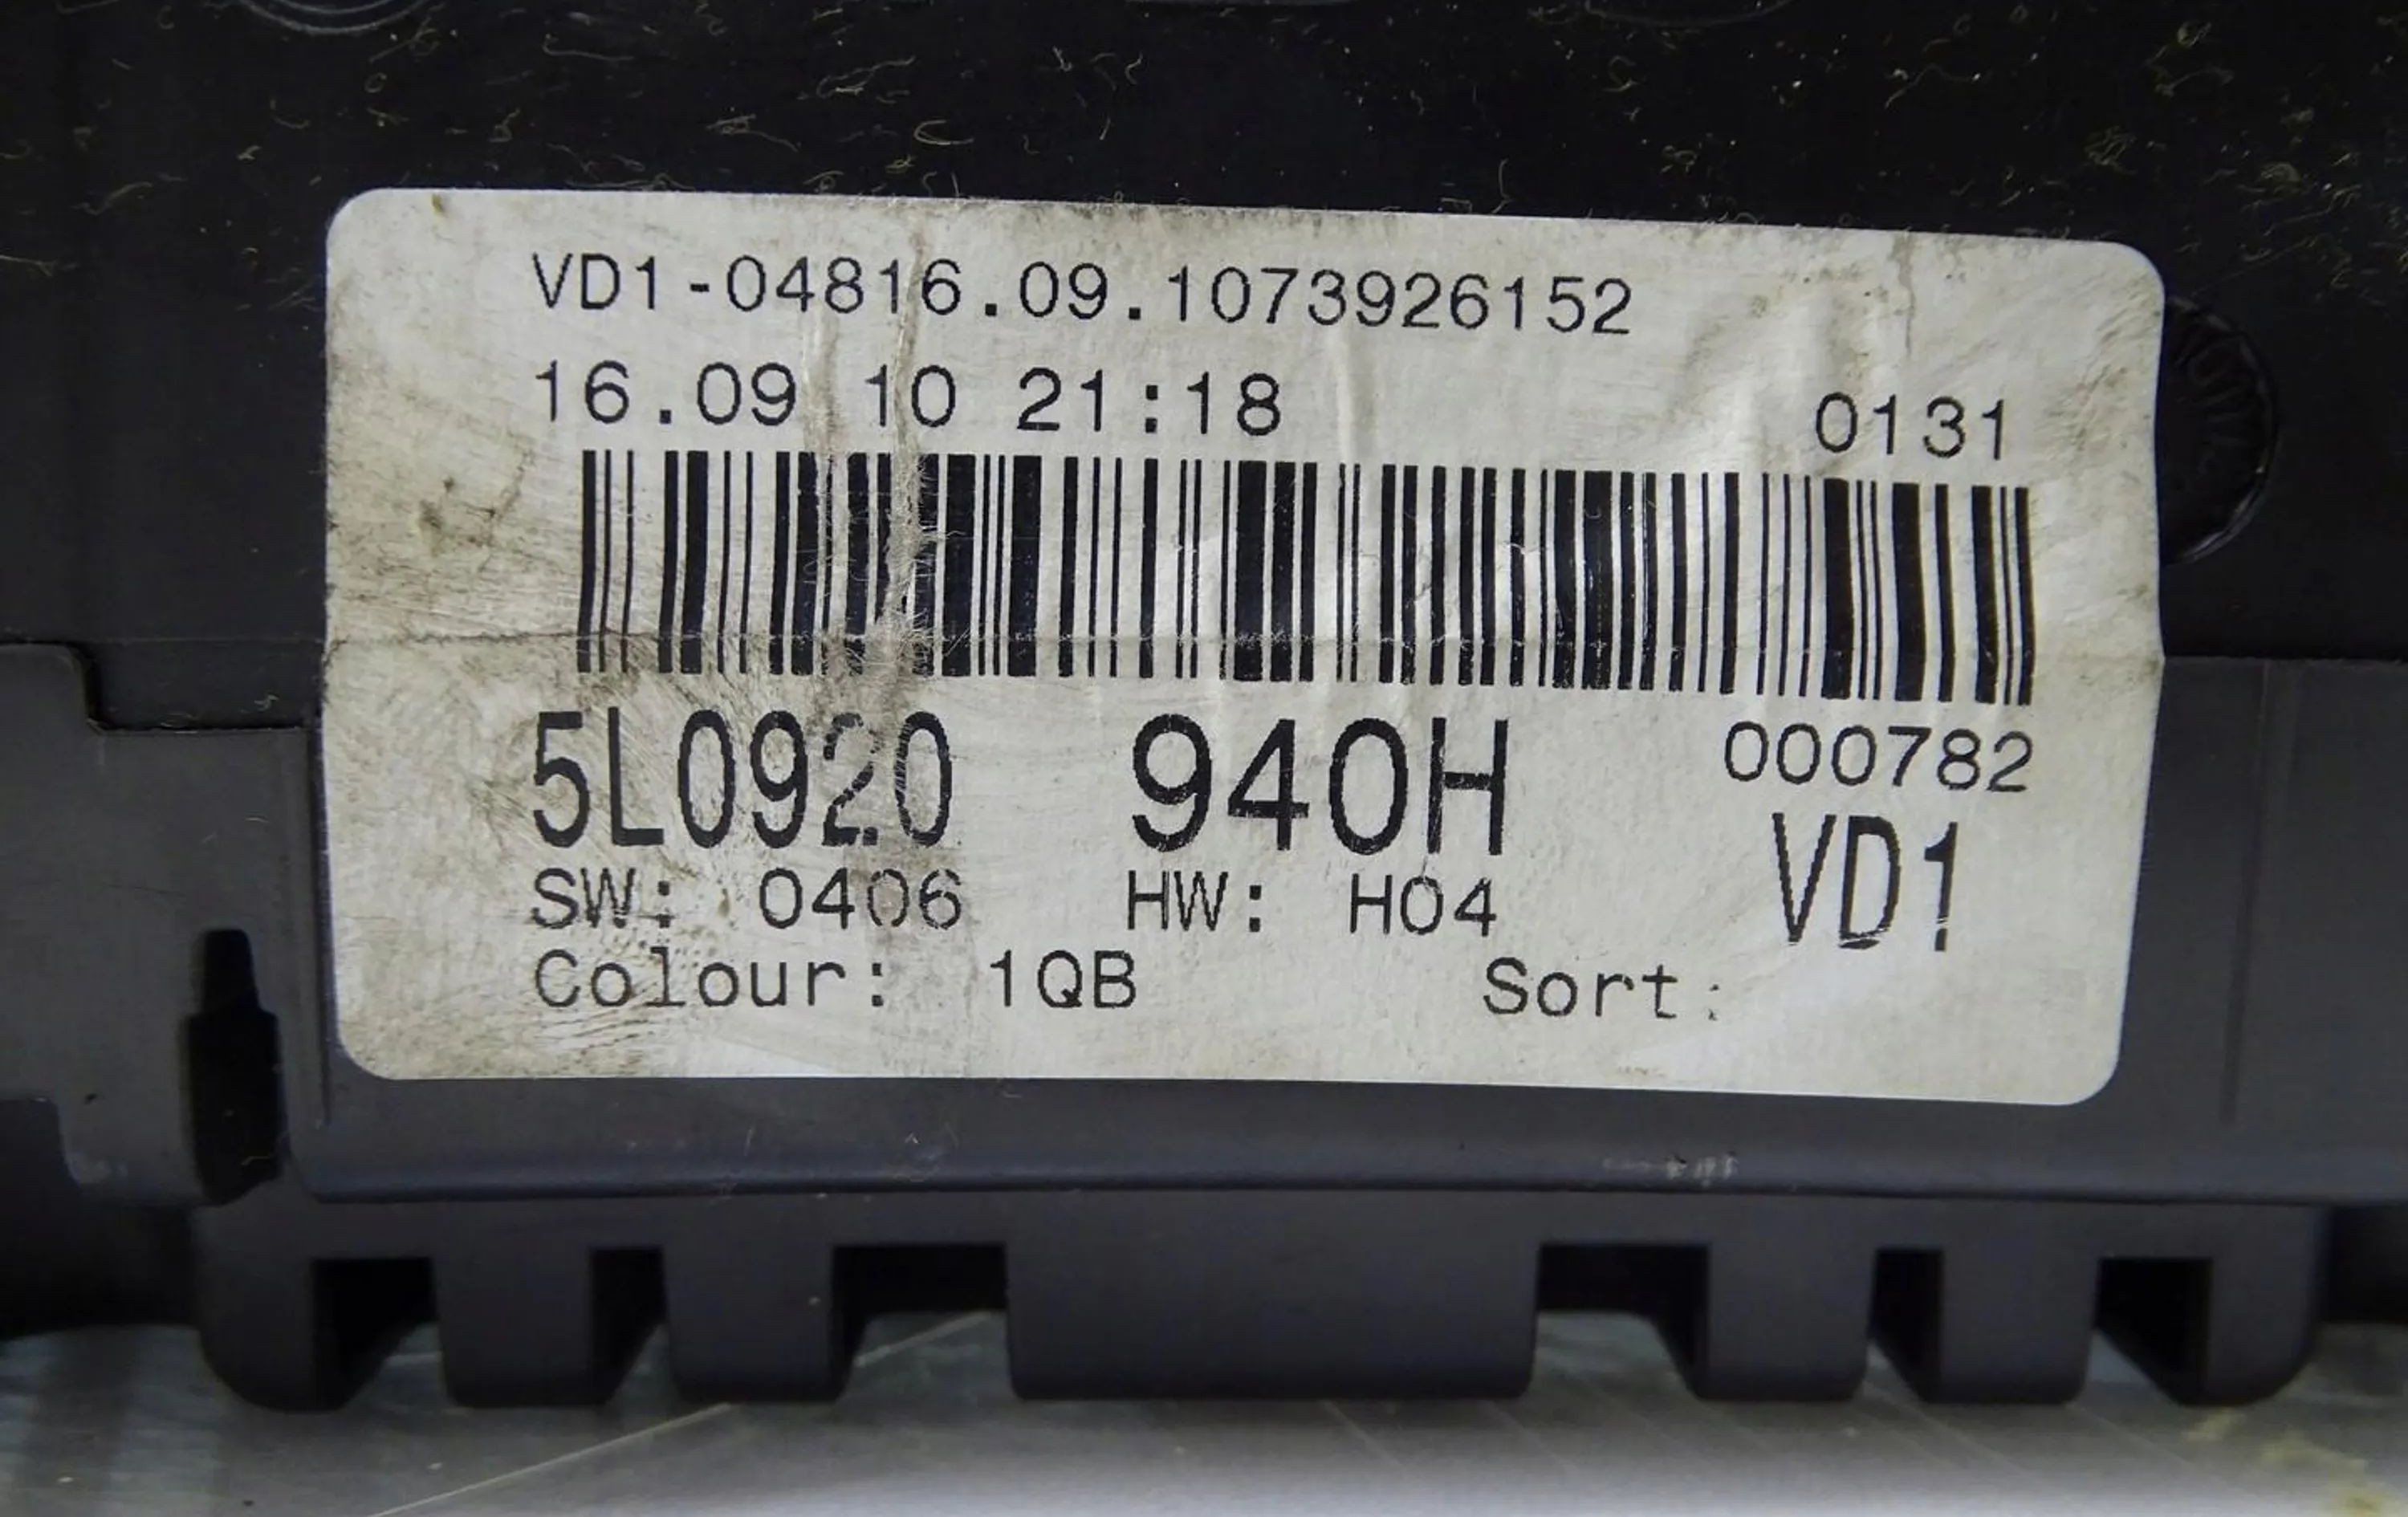 VD1-04816.09.1073926152
16.09 10 21:18 0131
5L0920 940H 000782
SW: 0406 HW: H04 VD1
Colour: 1QB Sort: